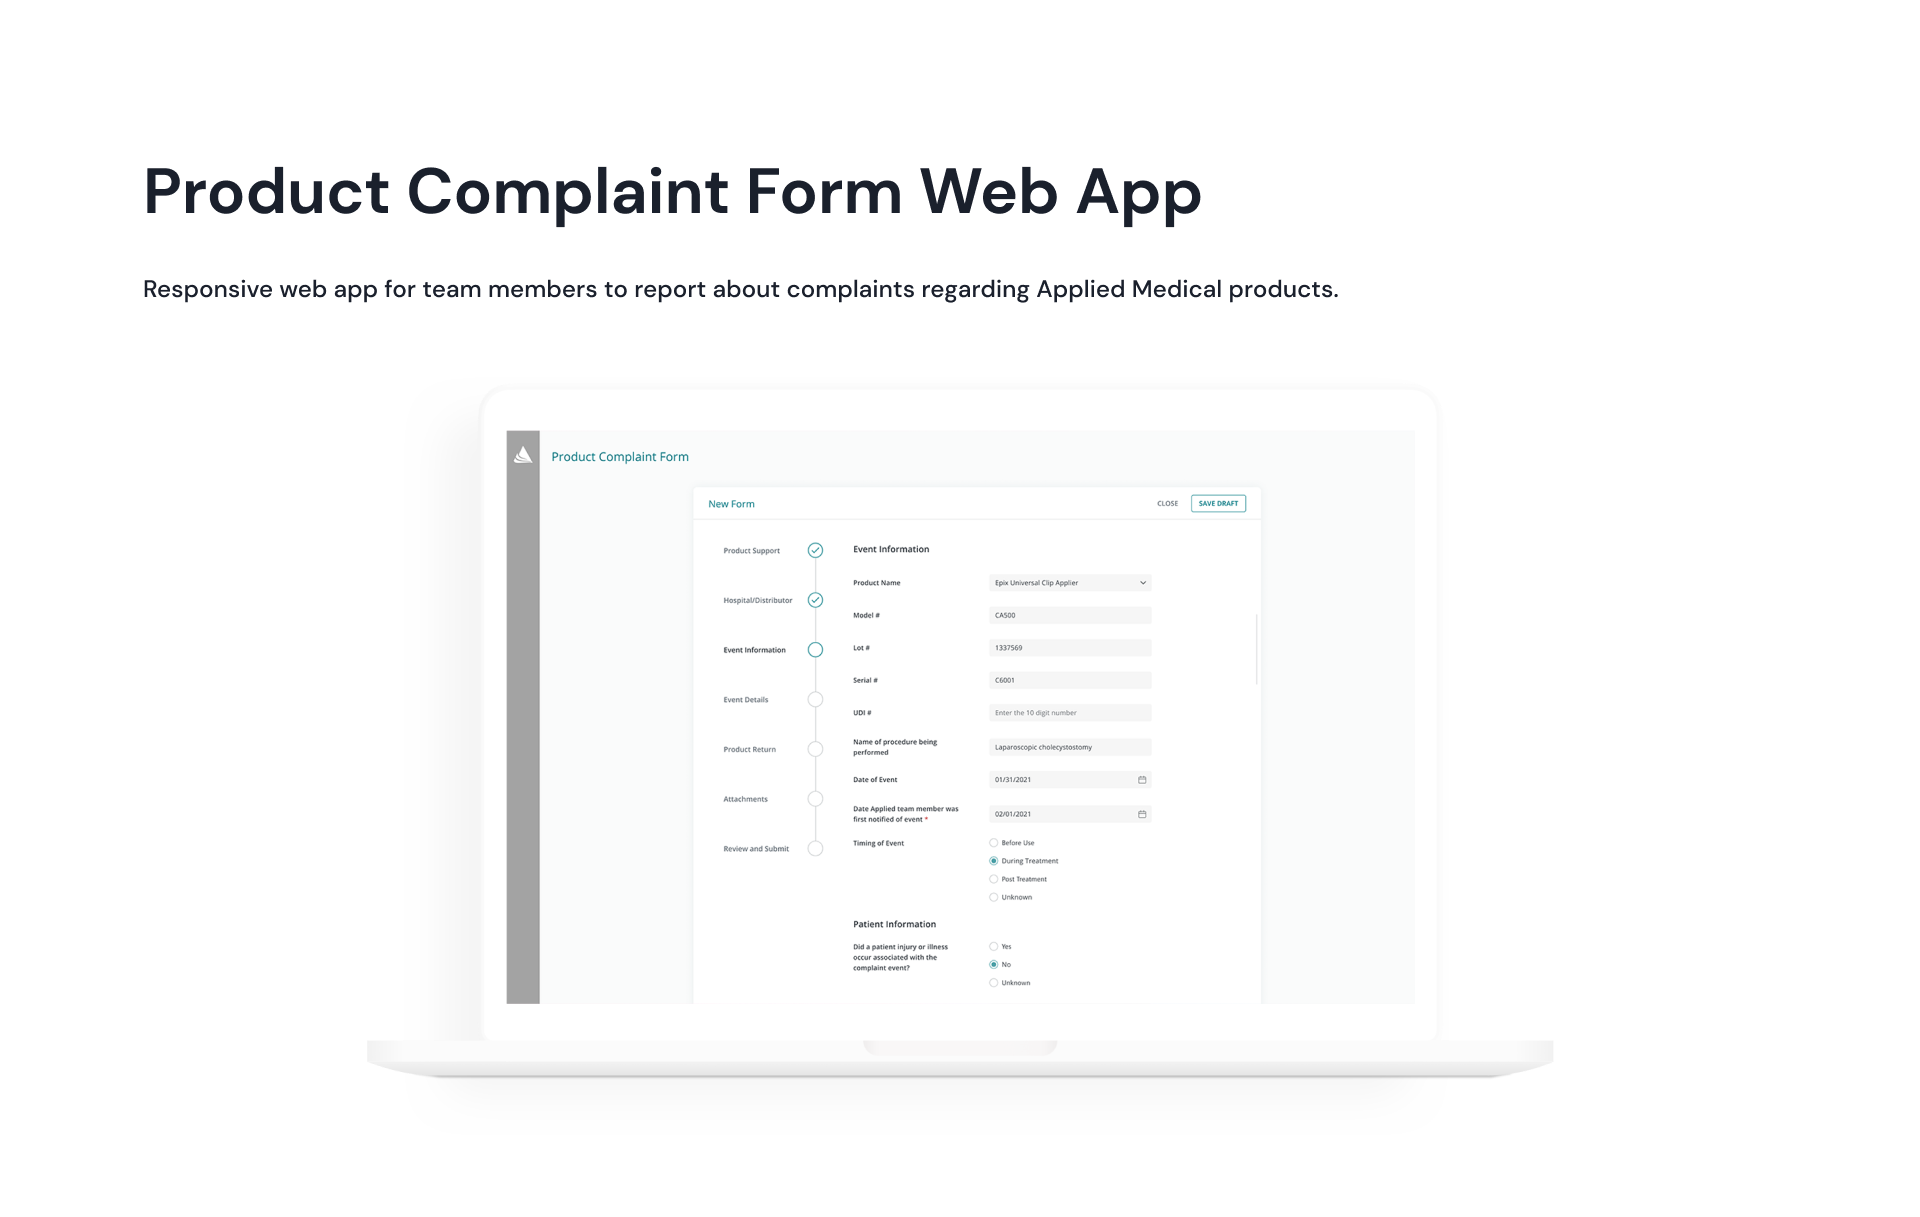 Product Complaint Form Web App
Responsive web app for team members to report about complaints regarding Applied Medical products.
Product Complaint Form
New Form
CLOSE
SAVE DRAFT
Product Support
Hospital/Distributor
Event Information
Event Details
Product Return
Attachments
Review and Submit
Event Information
Product Name
Epix Universal Clip Applier
Model #
CA500
Lot #
1337569
Serial #
C6001
UDI #
Enter the 10 digit number
Name of procedure being
performed
Laparoscopic cholecystostomy
Date of Event
01/31/2021
Date Applied team member was
first notified of event *
02/01/2021
Timing of Event
Before Use
During Treatment
Post Treatment
Unknown
Patient Information
Did a patient injury or illness
occur associated with the
complaint event?
Yes
No
Unknown